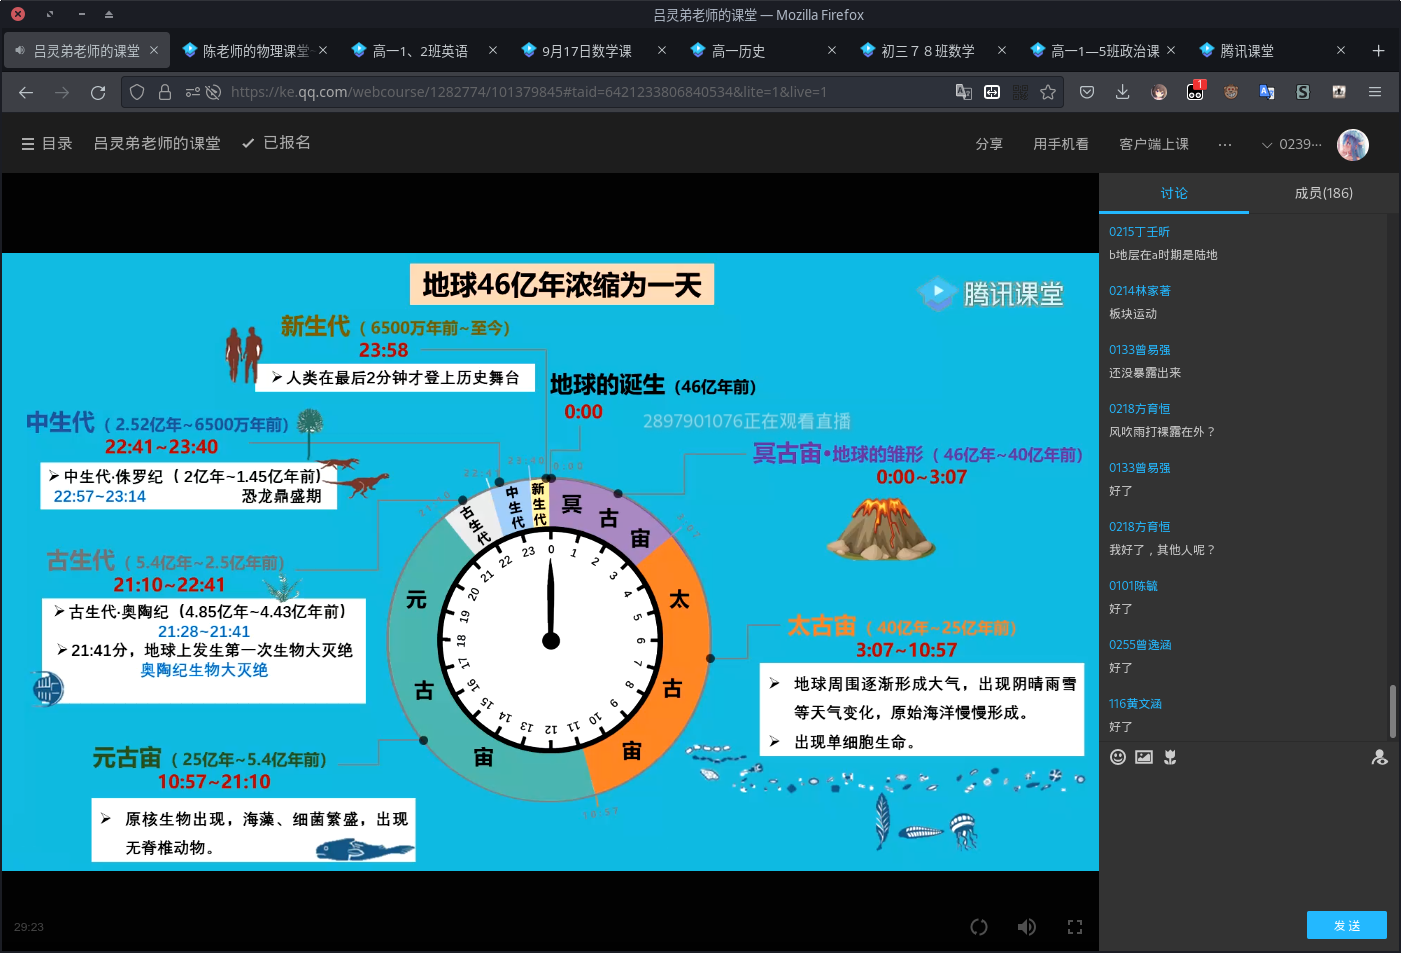 吕灵弟老师的课堂 — Mozilla Firefox
吕灵弟老师的课堂
陈老师的物理课堂
高一1、2班英语
9月17日数学课
高一历史
初三７８班数学
高一1—5班政治课
腾讯课堂
https://ke.qq.com/webcourse/1282774/101379845#taid=6421233806840534&lite=1&live=1
1
目录
吕灵弟老师的课堂
已报名
分享
用手机看
客户端上课
···
0239···
地球46亿年浓缩为一天
腾讯课堂
新生代（ 6500万年前~至今）
23:58
➢ 人类在最后2分钟才登上历史舞台
地球的诞生（46亿年前）
0:00
2897901076正在观看直播
中生代（ 2.52亿年~6500万年前）
22:41~23:40
➢ 中生代·侏罗纪（ 2亿年~1.45亿年前）
22:57~23:14 恐龙鼎盛期
冥古宙·地球的雏形（ 46亿年~40亿年前）
0:00~3:07
古生代（ 5.4亿年~2.5亿年前）
21:10~22:41
➢ 古生代·奥陶纪（4.85亿年~4.43亿年前）
21:28~21:41
➢ 21:41分，地球上发生第一次生物大灭绝
奥陶纪生物大灭绝
太古宙（ 40亿年~25亿年前）
3:07~10:57
➢ 地球周围逐渐形成大气，出现阴晴雨雪
等天气变化，原始海洋慢慢形成。
➢ 出现单细胞生命。
元古宙（ 25亿年~5.4亿年前）
10:57~21:10
➢ 原核生物出现，海藻、细菌繁盛，出现
无脊椎动物。
古生代
中生代
新生代
冥古宙
太古宙
元古宙
0 1 2 3 4 5 6 7 8 9 10 11 12 13 14 15 16 17 18 19 20 21 22 23
29:23
讨论
成员(186)
0215丁壬昕
b地层在a时期是陆地
0214林家著
板块运动
0133曾易强
还没暴露出来
0218方育恒
风吹雨打裸露在外？
0133曾易强
好了
0218方育恒
我好了，其他人呢？
0101陈毓
好了
0255曾逸涵
好了
116黄文涵
好了
发送